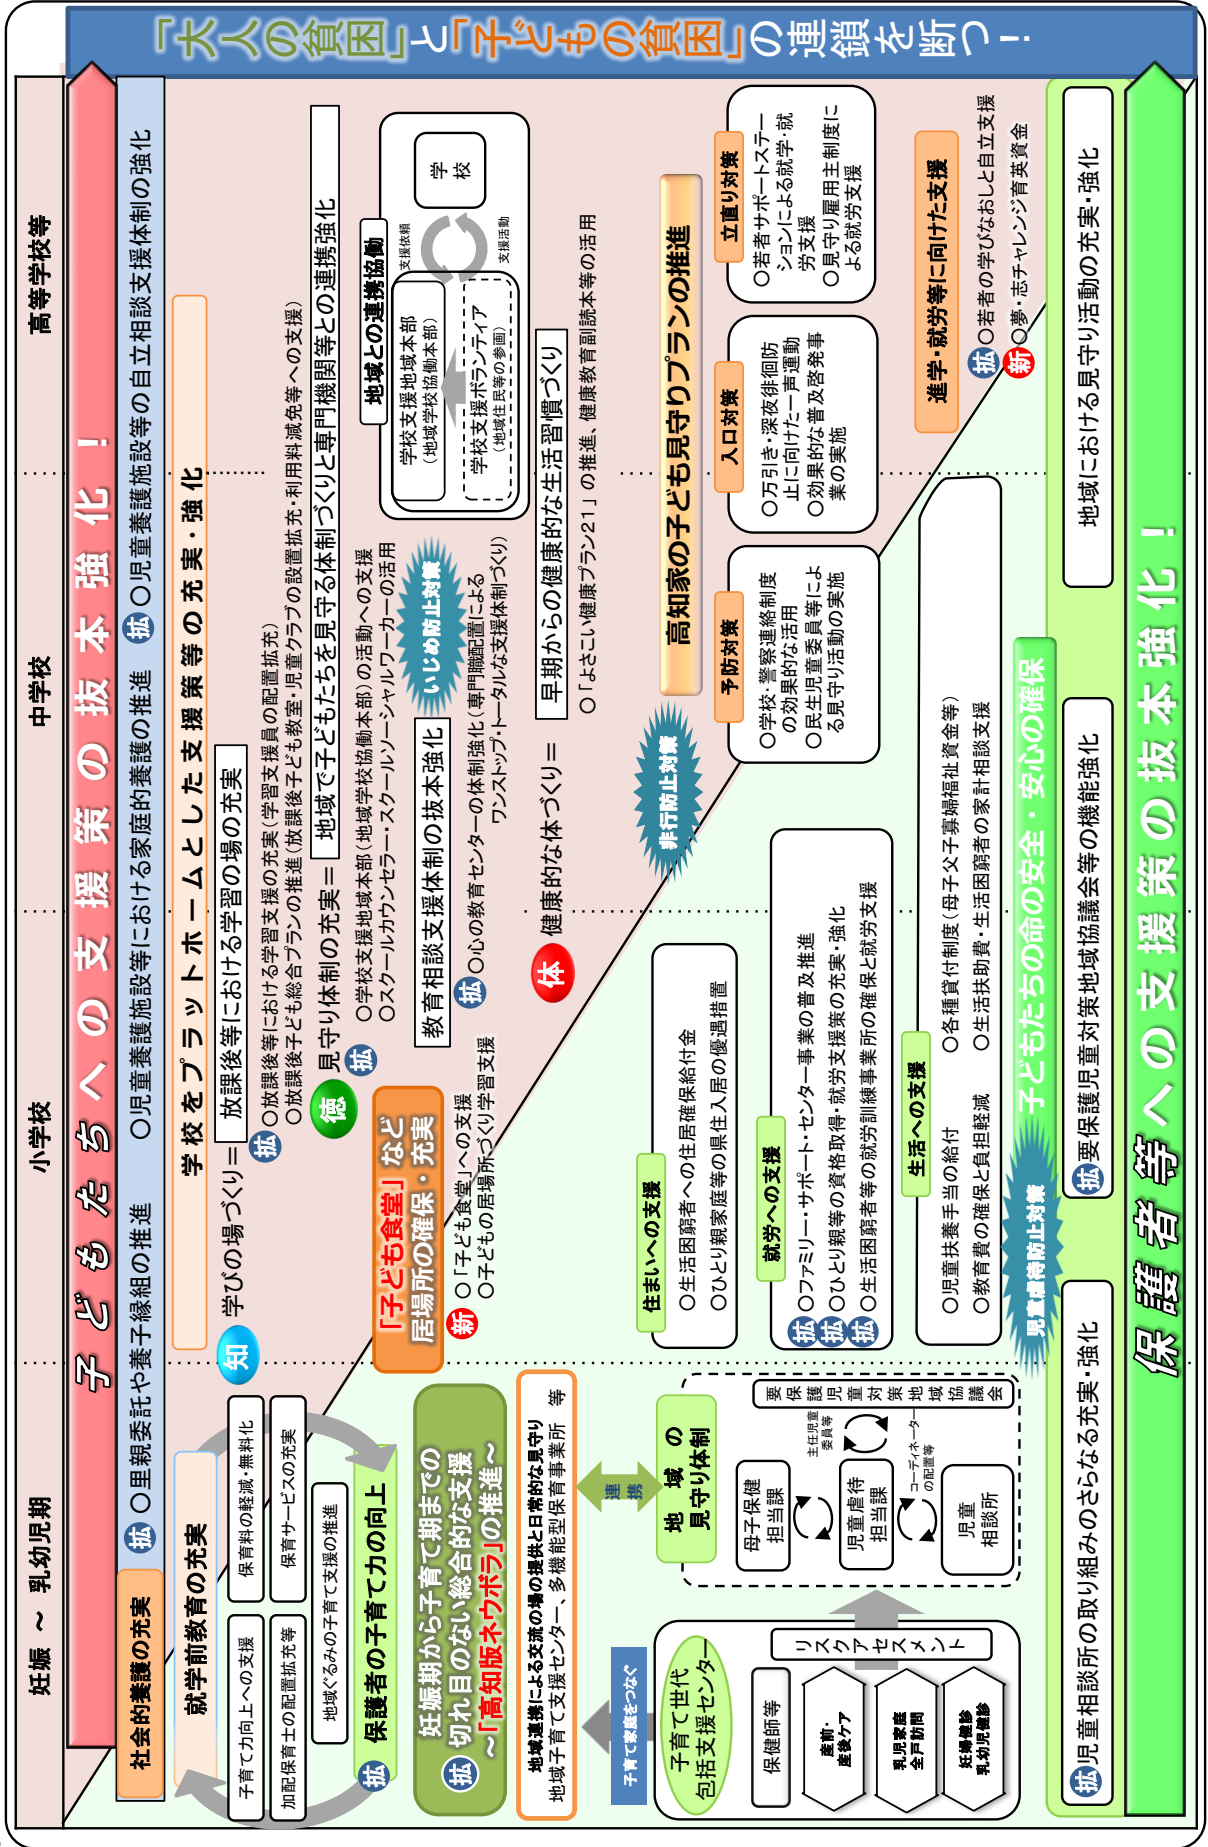 「大人の貧困」と「子どもの貧困」の連鎖を断つ！
妊娠 ～ 乳幼児期
小学校
中学校
高等学校等
子どもたちへの支援策の抜本強化！
社会的養護の充実
拡 ○里親委託や養子縁組の推進
○児童養護施設等における家庭的養護の推進
拡 ○児童養護施設等の自立相談支援体制の強化
就学前教育の充実
子育て力向上への支援
保育料の軽減・無料化
加配保育士の配置拡充等
保育サービスの充実
地域ぐるみの子育て支援の推進
拡 保護者の子育て力の向上
学校をプラットホームとした支援策等の充実・強化
知 学びの場づくり＝ 放課後等における学習の場の充実
拡 ○放課後等における学習支援の充実（学習支援員の配置拡充）
○放課後子ども総合プランの推進（放課後子ども教室・児童クラブの設置拡充・利用料減免等への支援）
徳
拡 見守り体制の充実＝ 地域で子どもたちを見守る体制づくりと専門機関等との連携強化
○学校支援地域本部（地域学校協働本部）の活動への支援
○スクールカウンセラー・スクールソーシャルワーカーの活用
教育相談支援体制の抜本強化
いじめ防止対策
拡 ○心の教育センターの体制強化（専門職配置による
ワンストップ・トータルな支援体制づくり）
地域との連携協働
学校支援地域本部
（地域学校協働本部）
学校支援ボランティア
（地域住民等の参画）
支援依頼
支援活動
学校
体 健康的な体づくり＝ 早期からの健康的な生活習慣づくり
○「よさこい健康プラン21」の推進、健康教育副読本等の活用
「子ども食堂」など
居場所の確保・充実
新 ○「子ども食堂」への支援
○子どもの居場所づくり学習支援
妊娠期から子育て期までの
拡 切れ目のない総合的な支援
～「高知版ネウボラ」の推進～
地域連携による交流の場の提供と日常的な見守り
地域子育て支援センター、多機能型保育事業所 等
子育て家庭をつなぐ
連携
子育て世代
包括支援センター
保健師等
産前・
産後ケア
乳児家庭
全戸訪問
妊婦健診
乳幼児健診
リスクアセスメント
地域の
見守り体制
母子保健
担当課
児童虐待
担当課
児童
相談所
主任児童
委員等
コーディネーター
の配置等
要保護児童対策地域協議会
非行防止対策
高知家の子ども見守りプランの推進
予防対策
○学校・警察連絡制度
の効果的な活用
○民生児童委員等によ
る見守り活動の実施
入口対策
○万引き・深夜徘徊防
止に向けた一声運動
○効果的な普及啓発事
業の実施
立直り対策
○若者サポートステー
ションによる就学・就
労支援
○見守り雇用主制度に
よる就労支援
進学・就労等に向けた支援
拡 ○若者の学びなおしと自立支援
新 ○夢・志チャレンジ育英資金
住まいへの支援
○生活困窮者への住居確保給付金
○ひとり親家庭等の県住入居の優遇措置
就労への支援
拡 ○ファミリー・サポート・センター事業の普及推進
拡 ○ひとり親等の資格取得・就労支援策の充実・強化
拡 ○生活困窮者等の就労訓練事業所の確保と就労支援
生活への支援
○児童扶養手当の給付
○各種貸付制度（母子父子寡婦福祉資金等）
○教育費の確保と負担軽減
○生活扶助費・生活困窮者の家計相談支援
児童虐待防止対策
子どもたちの命の安全・安心の確保
拡 児童相談所の取り組みのさらなる充実・強化
拡 要保護児童対策地域協議会等の機能強化
地域における見守り活動の充実・強化
保護者等への支援策の抜本強化！